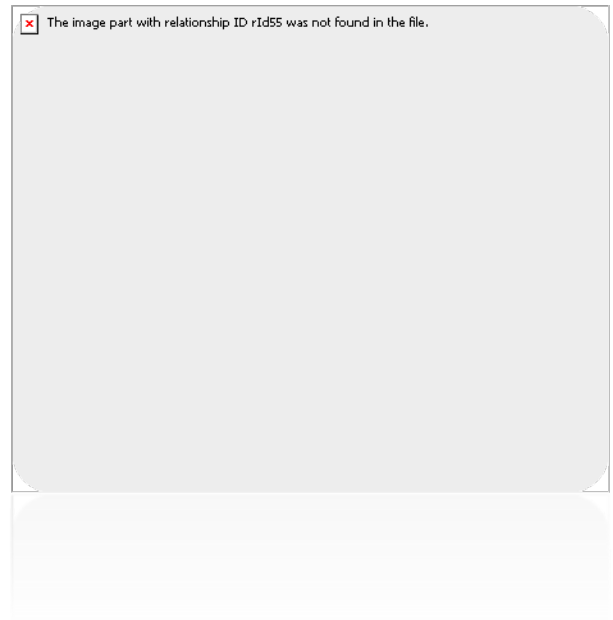 The image part with relationship ID rId55 was not found in the file.